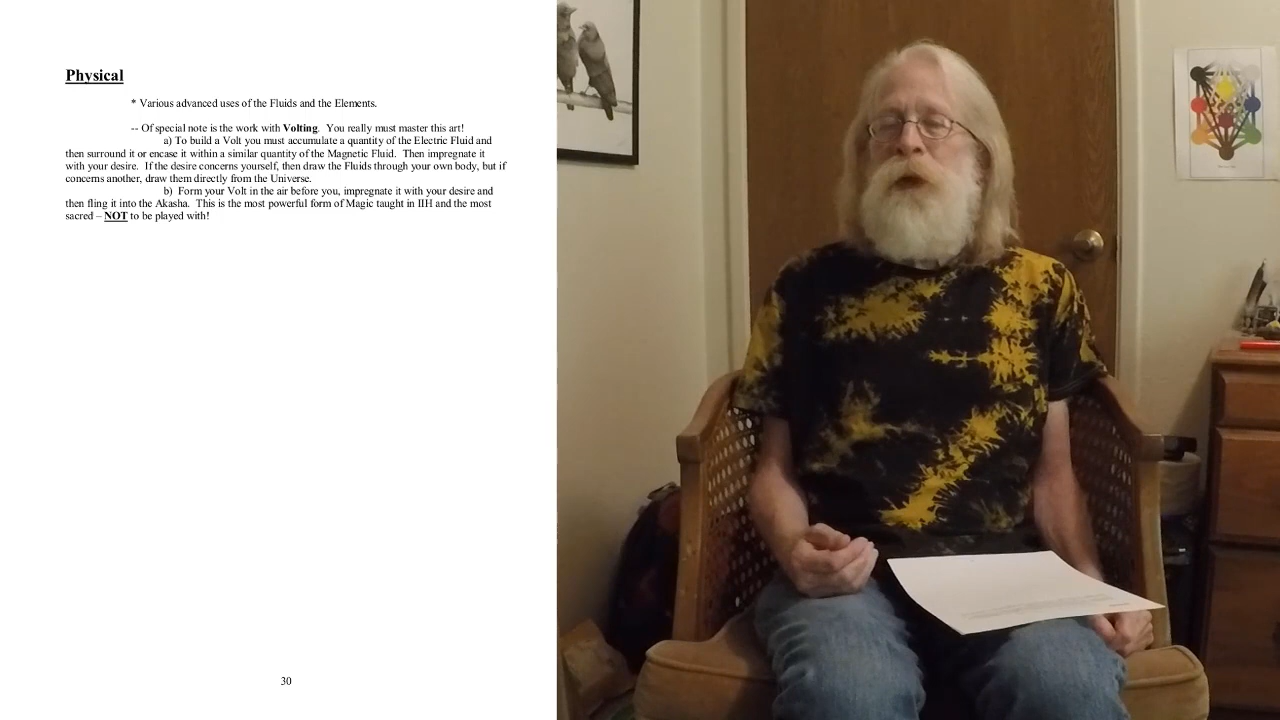 Physical
* Various advanced uses of the Fluids and the Elements.
-- Of special note is the work with Volting. You really must master this art!
a) To build a Volt you must accumulate a quantity of the Electric Fluid and
then surround it or encase it within a similar quantity of the Magnetic Fluid. Then impregnate it
with your desire. If the desire concerns yourself, then draw the Fluids through your own body, but if
concerns another, draw them directly from the Universe.
b) Form your Volt in the air before you, impregnate it with your desire and
then fling it into the Akasha. This is the most powerful form of Magic taught in IIH and the most
sacred – NOT to be played with!
30